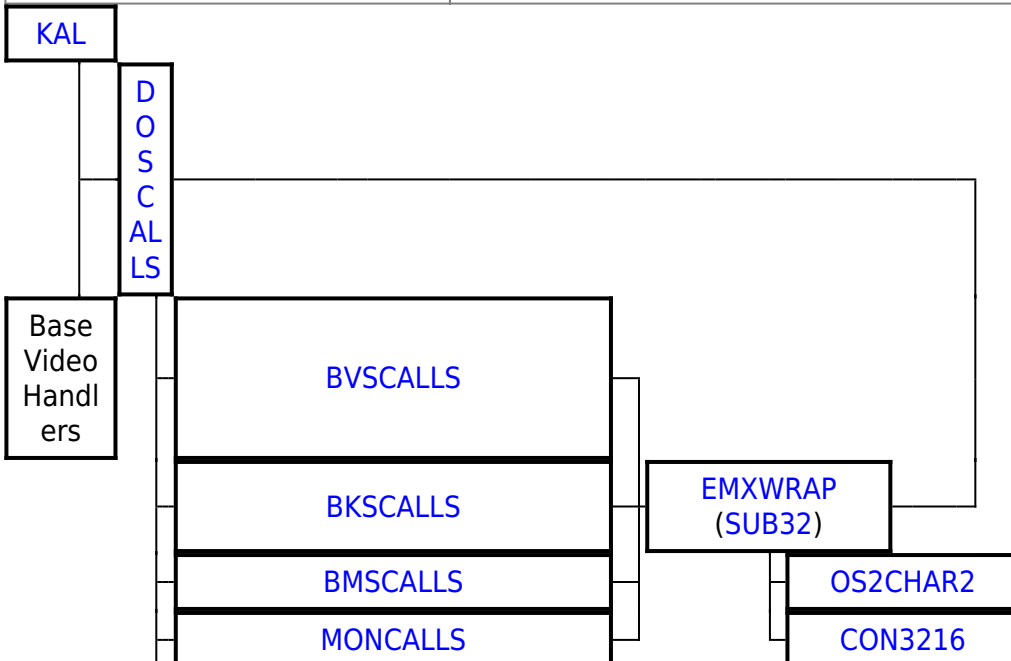 KAL
D
O
S
C
AL
LS
Base
Video
Handl
ers
BVSCALLS
BKSCALLS
EMXWRAP
(SUB32)
BMSCALLS
OS2CHAR2
MONCALLS
CON3216